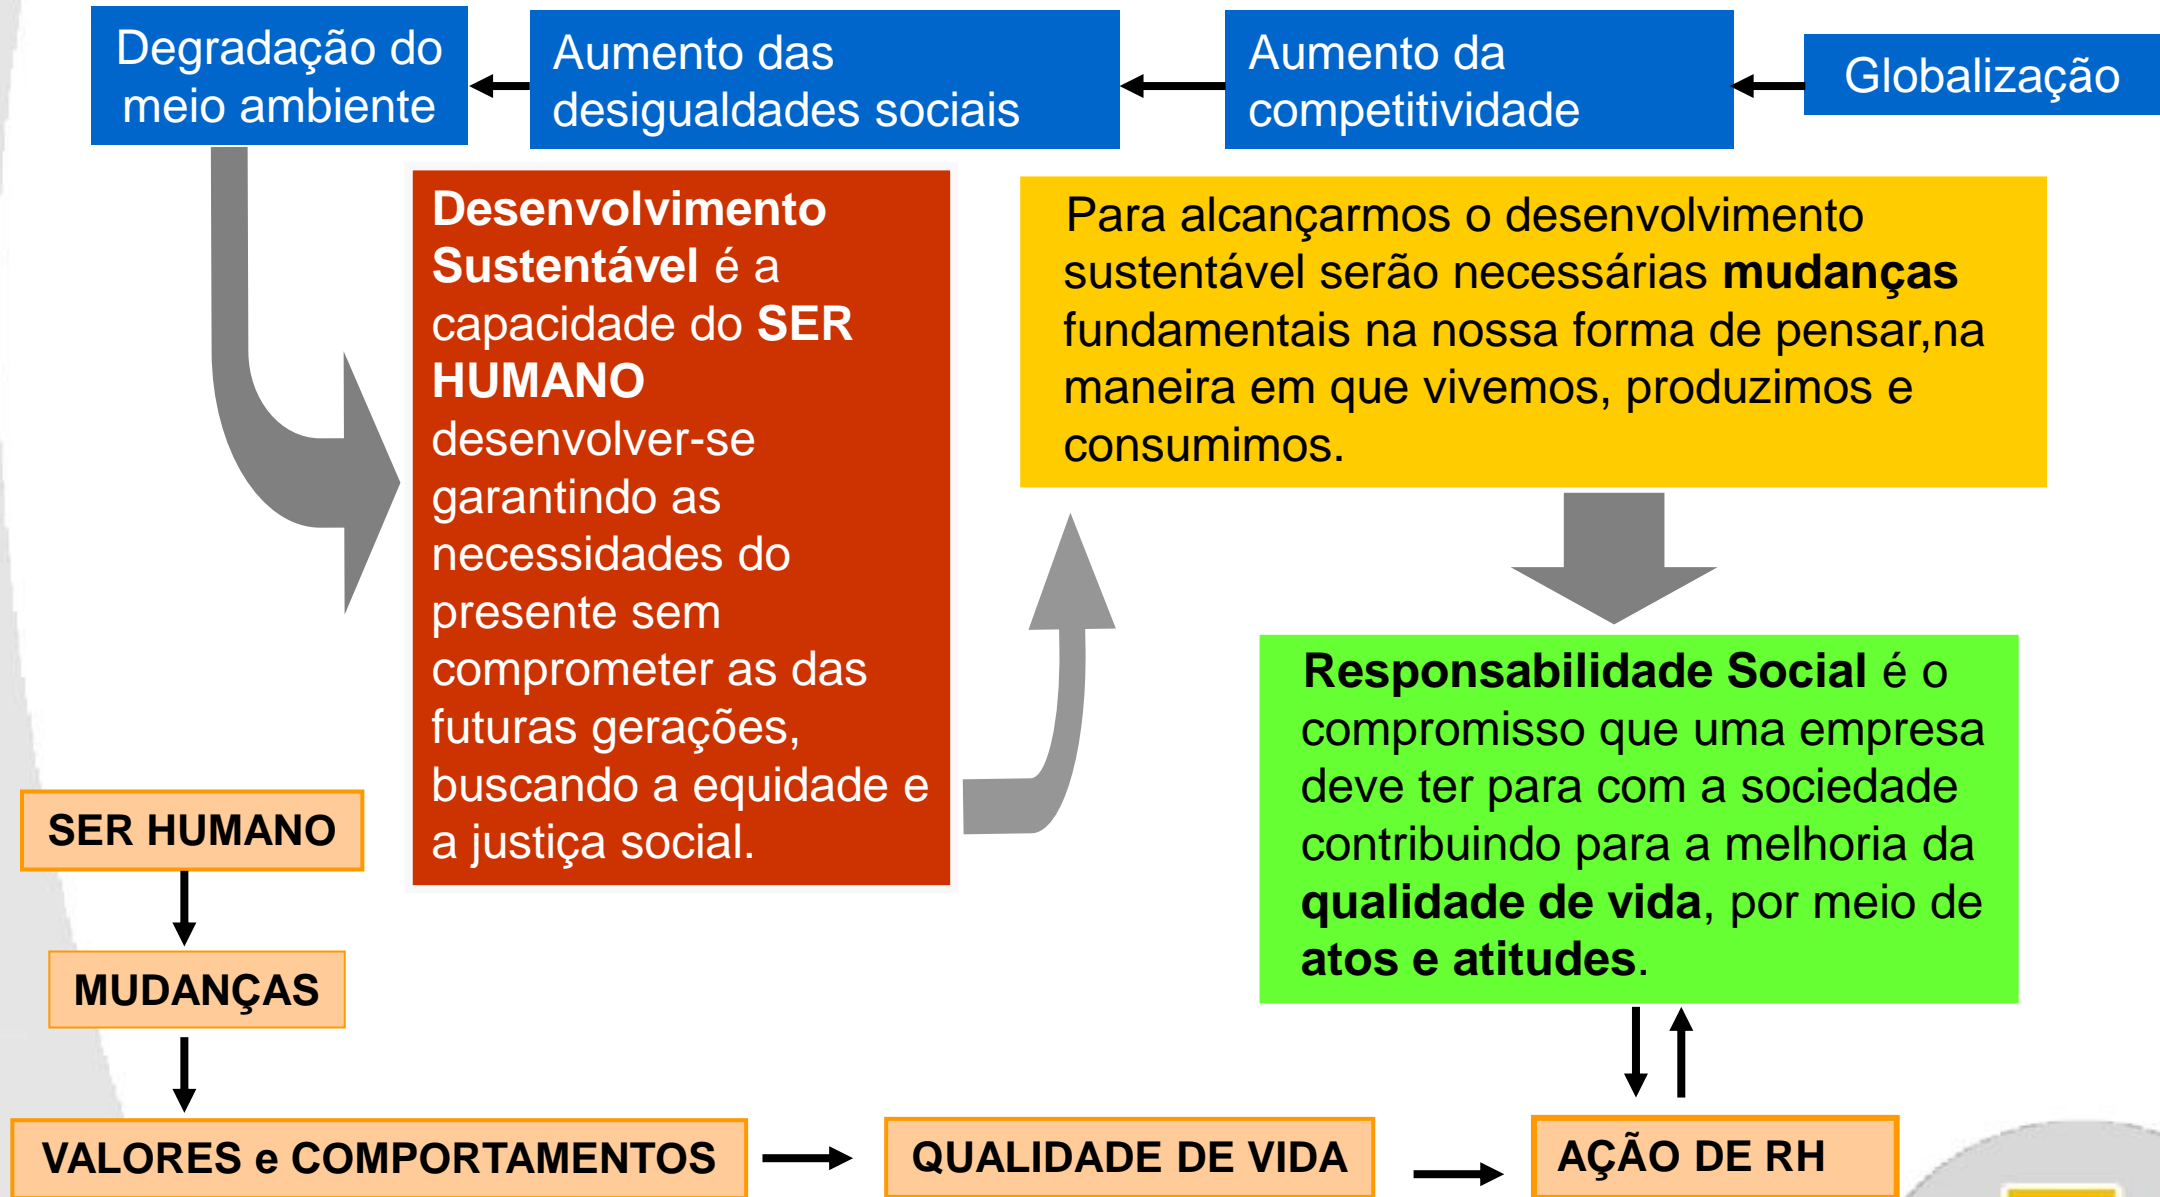 Degradação do
meio ambiente
Aumento das
desigualdades sociais
Aumento da
competitividade
Globalização
Desenvolvimento
Sustentável é a
capacidade do SER
HUMANO
desenvolver-se
garantindo as
necessidades do
presente sem
comprometer as das
futuras gerações,
buscando a equidade e
a justiça social.
Para alcançarmos o desenvolvimento
sustentável serão necessárias mudanças
fundamentais na nossa forma de pensar,na
maneira em que vivemos, produzimos e
consumimos.
Responsabilidade Social é o
compromisso que uma empresa
deve ter para com a sociedade
contribuindo para a melhoria da
qualidade de vida, por meio de
atos e atitudes.
SER HUMANO
MUDANÇAS
VALORES e COMPORTAMENTOS
QUALIDADE DE VIDA
AÇÃO DE RH